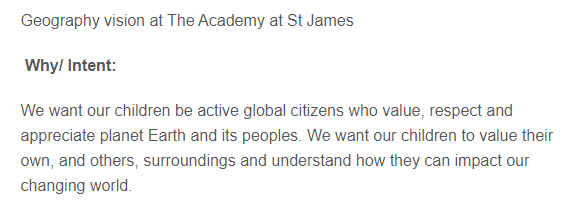 Geography vision at The Academy at St James
Why/ Intent:
We want our children be active global citizens who value, respect and
appreciate planet Earth and its peoples. We want our children to value their
own, and others, surroundings and understand how they can impact our
changing world.